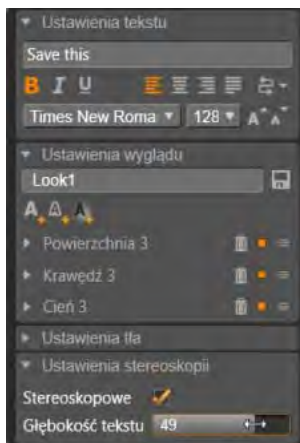 Ustawienia tekstu
Save this
B I U
Times New Roma 128 A A
Ustawienia wyglądu
Look1
A A A
Powierzchnia 3
Krawędź 3
Cień 3
Ustawienia tła
Ustawienia stereoskopii
Stereoskopowe
Głębokość tekstu 49